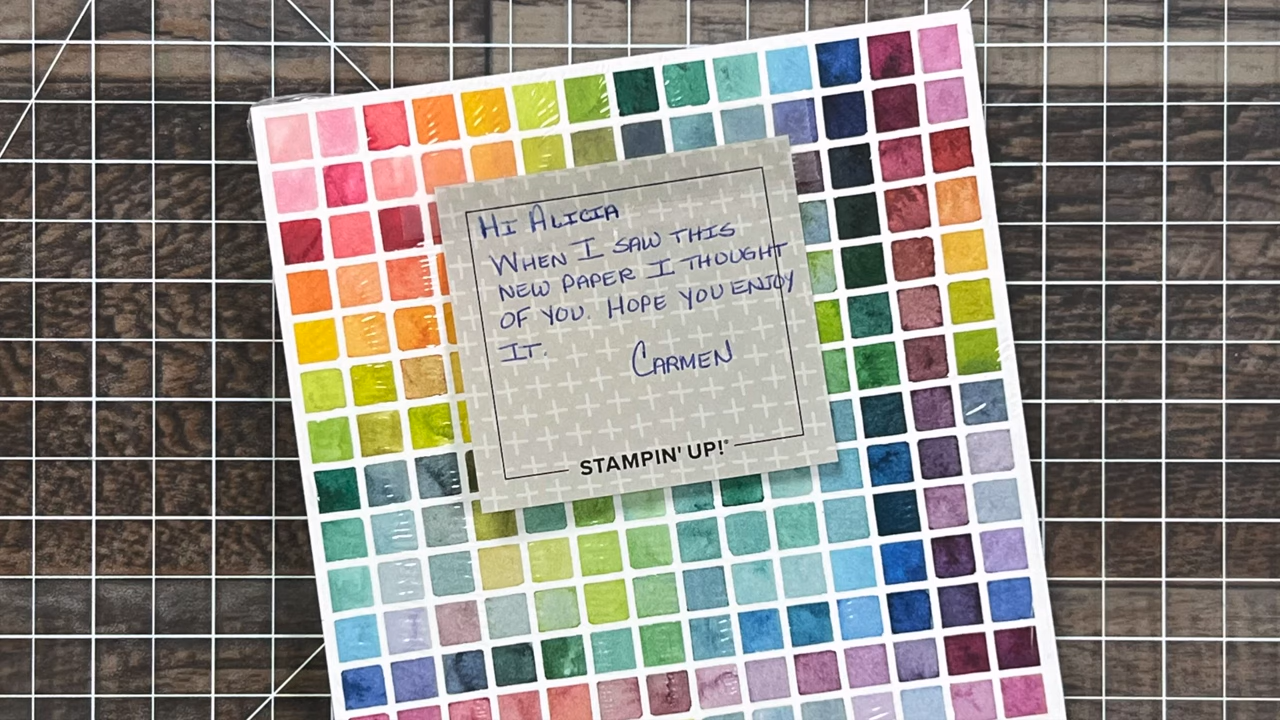 HI ALICIA
WHEN I SAW THIS
NEW PAPER I THOUGHT
OF YOU. HOPE YOU ENJOY
IT.
CARMEN
STAMPIN' UP!®